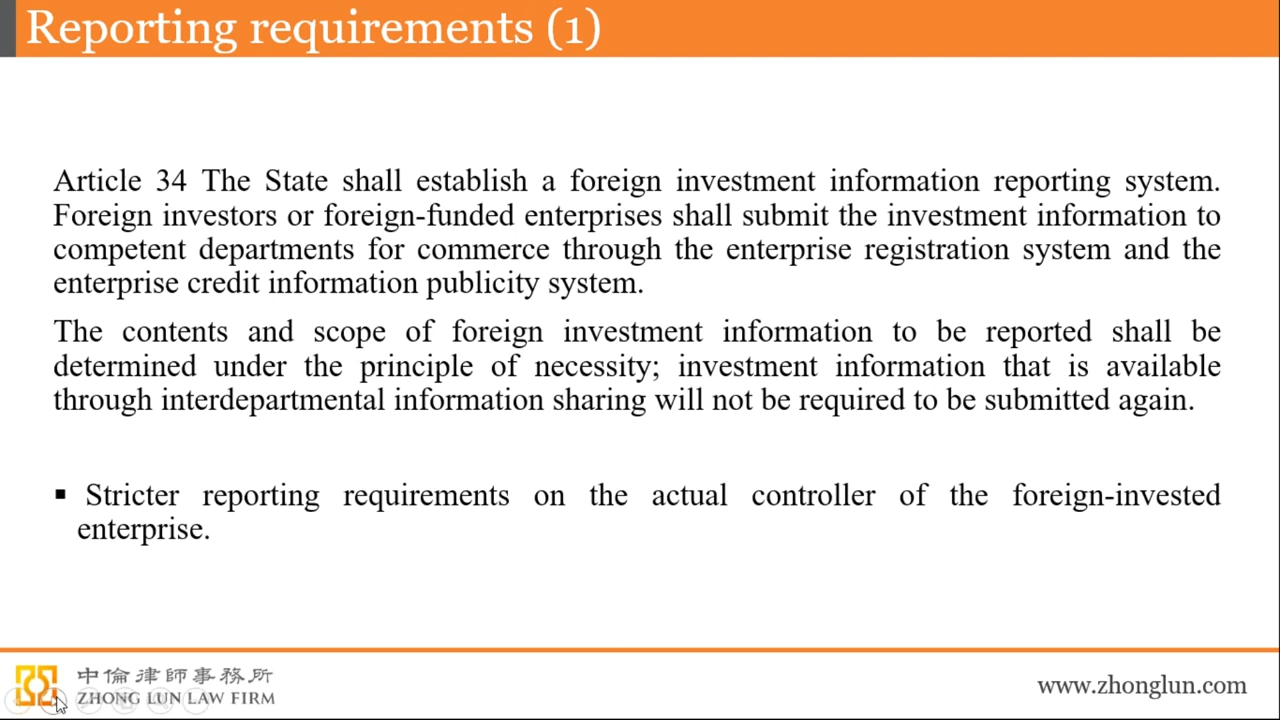 Reporting requirements (1)
Article 34 The State shall establish a foreign investment information reporting system.
Foreign investors or foreign-funded enterprises shall submit the investment information to
competent departments for commerce through the enterprise registration system and the
enterprise credit information publicity system.
The contents and scope of foreign investment information to be reported shall be
determined under the principle of necessity; investment information that is available
through interdepartmental information sharing will not be required to be submitted again.
▪ Stricter reporting requirements on the actual controller of the foreign-invested
enterprise.
中倫律師事務所
ZHONG LUN LAW FIRM
www.zhonglun.com